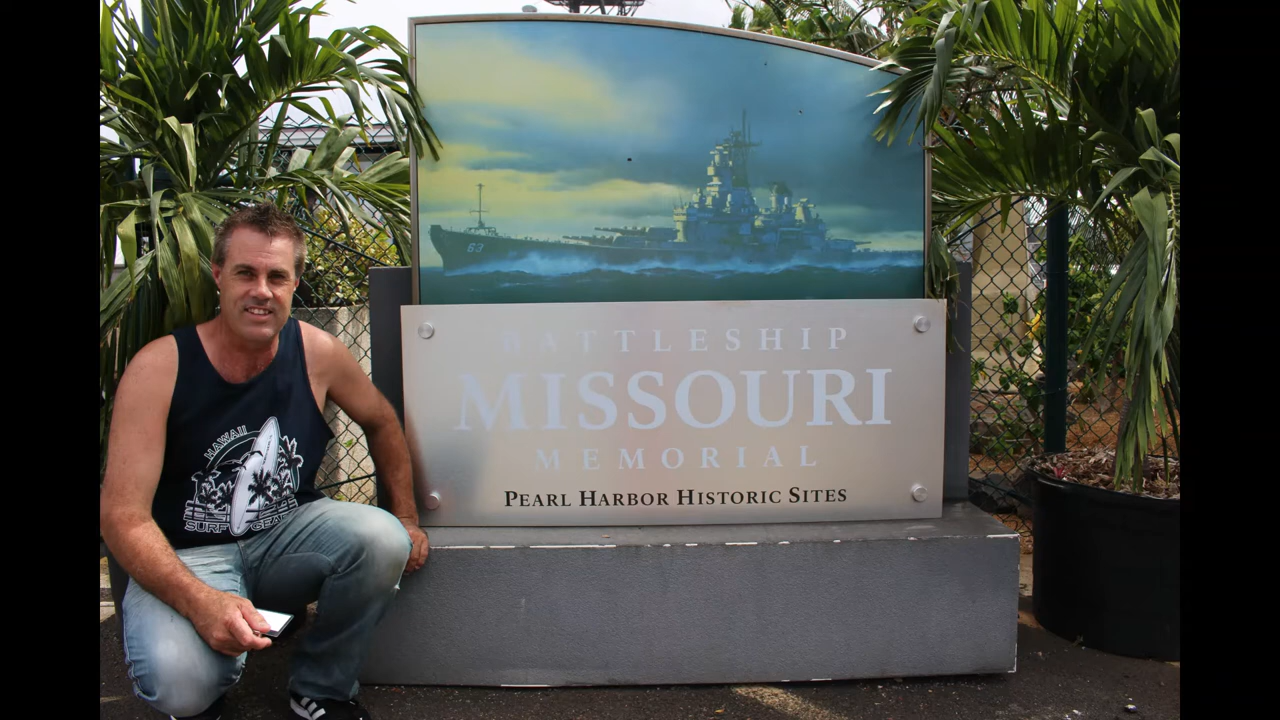 63
BATTLESHIP
MISSOURI
MEMORIAL
PEARL HARBOR HISTORIC SITES
HAWAII
SURF GEAR